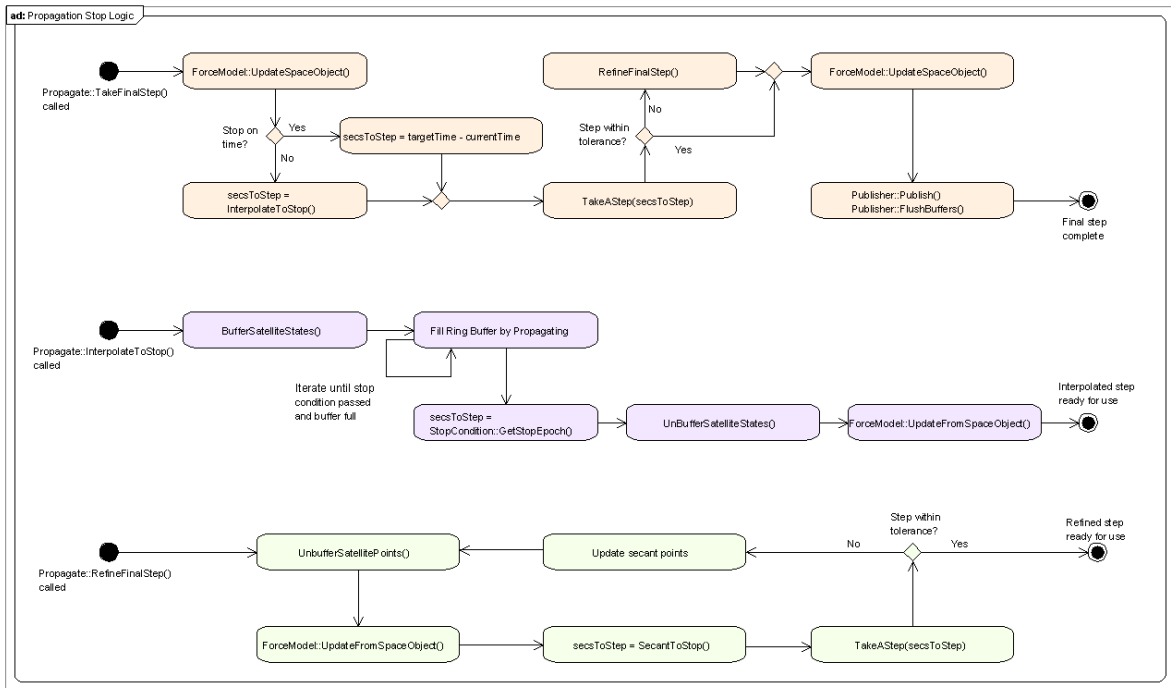 ad: Propagation Stop Logic
Propagate::TakeFinalStep()
called
ForceModel::UpdateSpaceObject()
Stop on
time?
Yes
No
secsToStep = targetTime - currentTime
secsToStep =
InterpolateToStop()
TakeAStep(secsToStep)
Step within
tolerance?
No
Yes
RefineFinalStep()
ForceModel::UpdateSpaceObject()
Publisher::Publish()
Publisher::FlushBuffers()
Final step
complete
Propagate::InterpolateToStop()
called
BufferSatelliteStates()
Fill Ring Buffer by Propagating
Iterate until stop
condition passed
and buffer full
secsToStep =
StopCondition::GetStopEpoch()
UnBufferSatelliteStates()
ForceModel::UpdateFromSpaceObject()
Interpolated step
ready for use
Propagate::RefineFinalStep()
called
UnbufferSatellitePoints()
Update secant points
No
Step within
tolerance?
Yes
Refined step
ready for use
ForceModel::UpdateFromSpaceObject()
secsToStep = SecantToStop()
TakeAStep(secsToStep)